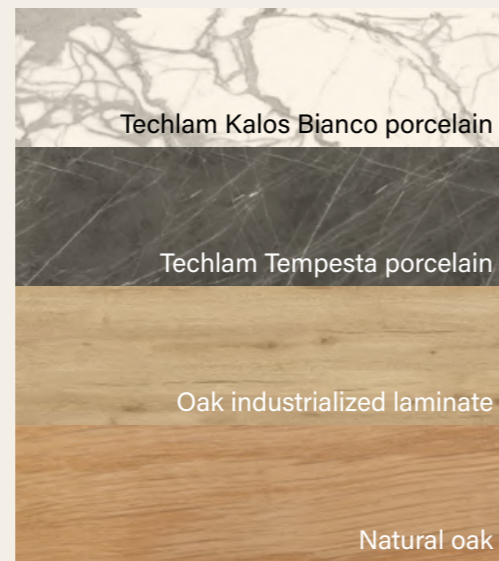 Techlam Kalos Bianco porcelain
Techlam Tempesta porcelain
Oak industrialized laminate
Natural oak